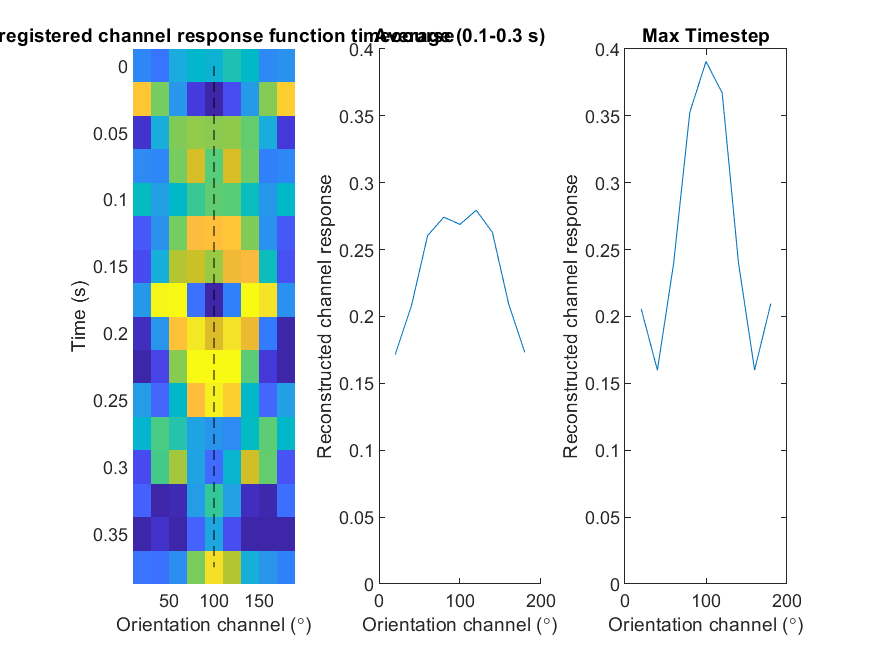 registered channel response function timecourse
Average (0.1-0.3 s)
Max Timestep
Time (s)
0
0.05
0.1
0.15
0.2
0.25
0.3
0.35
50 100 150
Orientation channel (°)
Reconstructed channel response
0.4
0.35
0.3
0.25
0.2
0.15
0.1
0.05
0
0 100 200
Orientation channel (°)
Reconstructed channel response
0.4
0.35
0.3
0.25
0.2
0.15
0.1
0.05
0
0 100 200
Orientation channel (°)